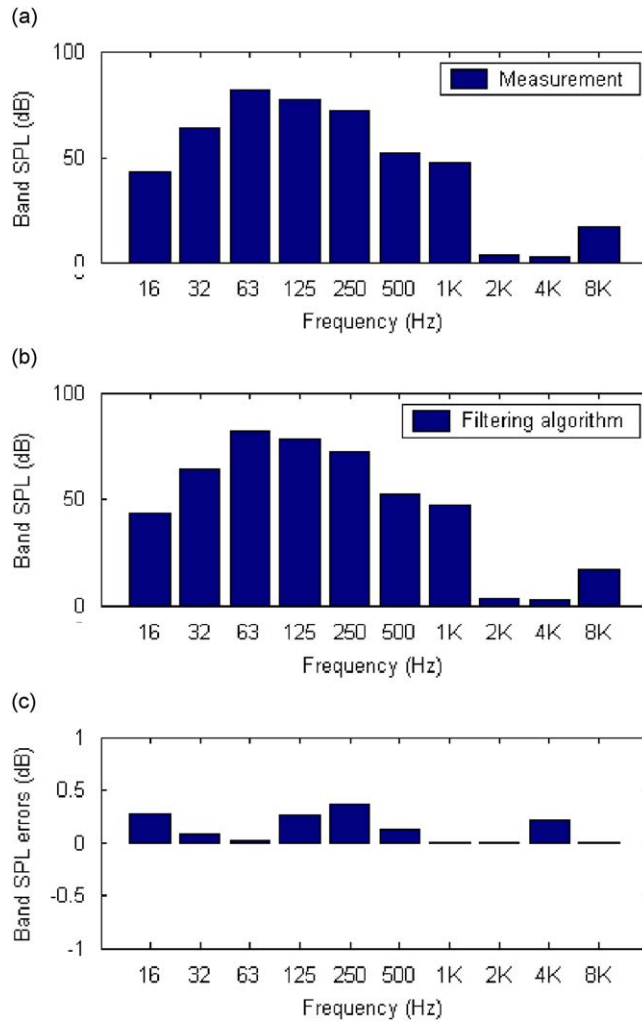 (a)
100
Measurement
Band SPL (dB)
50
0
16 32 63 125 250 500 1K 2K 4K 8K
Frequency (Hz)
(b)
100
Filtering algorithm
Band SPL (dB)
50
0
16 32 63 125 250 500 1K 2K 4K 8K
Frequency (Hz)
(c)
1
0.5
Band SPL errors (dB)
0
-0.5
-1
16 32 63 125 250 500 1K 2K 4K 8K
Frequency (Hz)